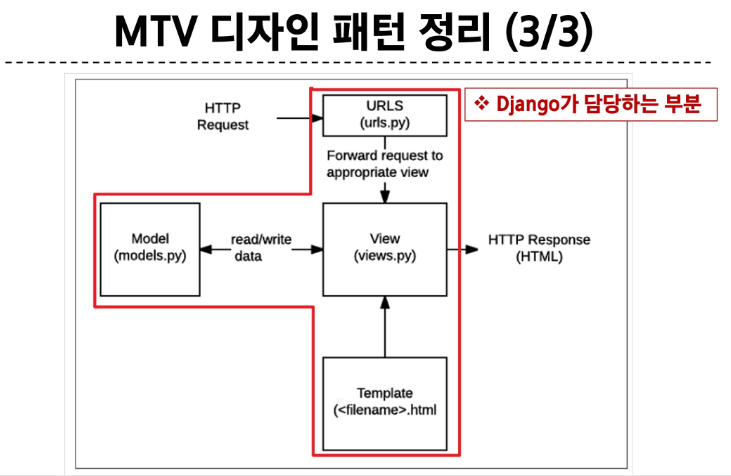 MTV 디자인 패턴 정리 (3/3)
❖ Django가 담당하는 부분
HTTP
Request
URLS
(urls.py)
Forward request to
appropriate view
Model
(models.py)
read/write
data
View
(views.py)
HTTP Response
(HTML)
Template
(<filename>.html